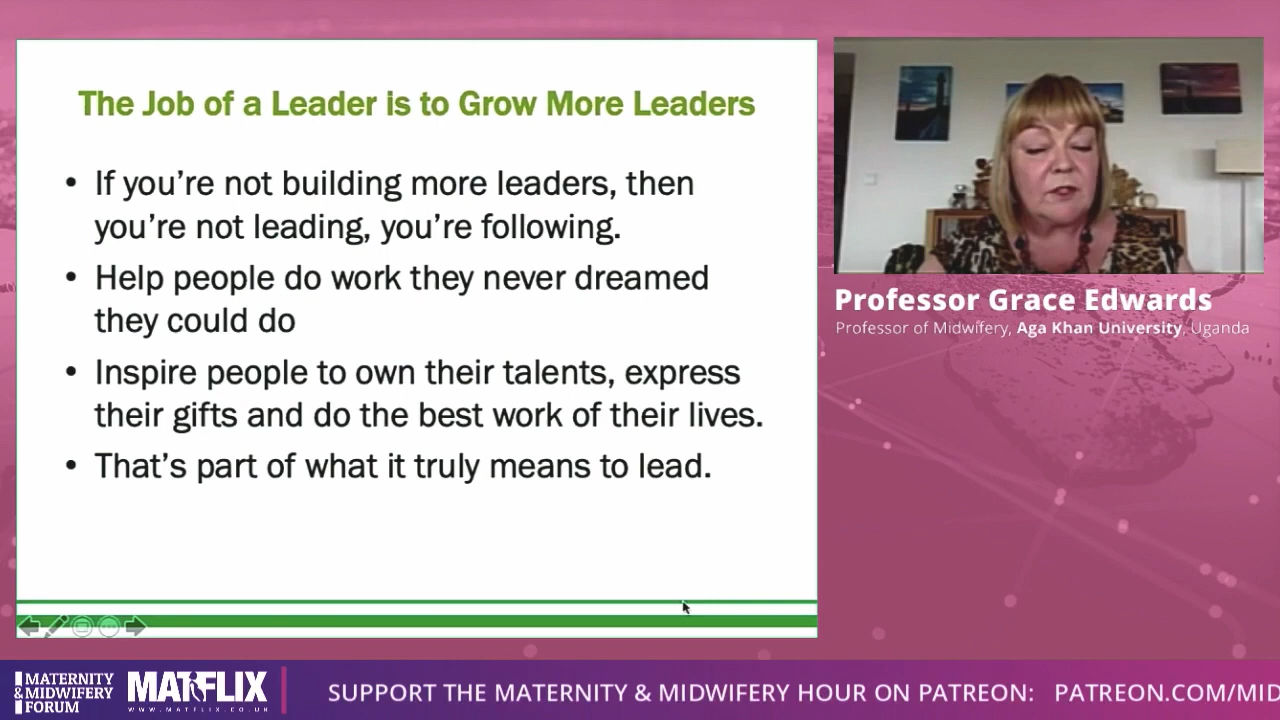 The Job of a Leader is to Grow More Leaders
• If you’re not building more leaders, then
you’re not leading, you’re following.
• Help people do work they never dreamed
they could do
• Inspire people to own their talents, express
their gifts and do the best work of their lives.
• That’s part of what it truly means to lead.
Professor Grace Edwards
Professor of Midwifery, Aga Khan University, Uganda
MATERNITY
& MIDWIFERY
FORUM
MATFLIX
WWW.MATFLIX.CO.UK
SUPPORT THE MATERNITY & MIDWIFERY HOUR ON PATREON: PATREON.COM/MID